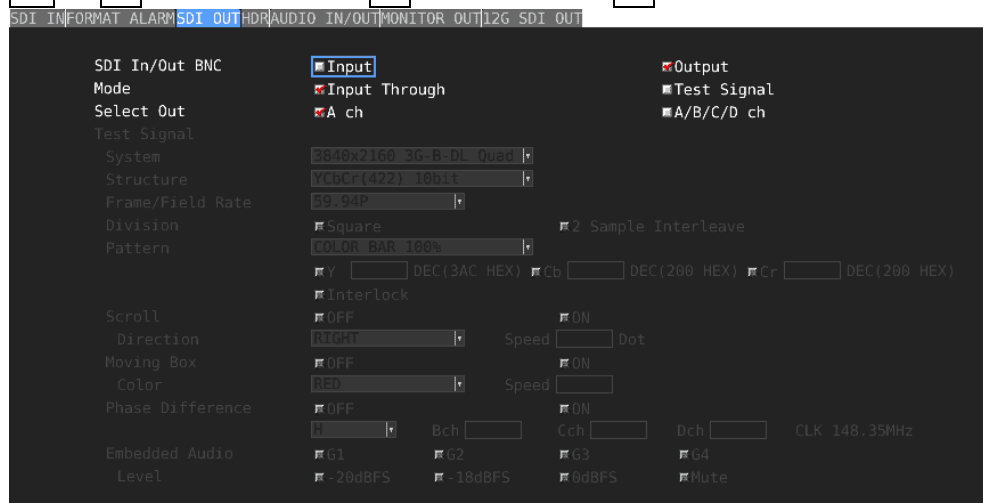 SDI IN FORMAT ALARM SDI OUT HDR AUDIO IN/OUT MONITOR OUT 12G SDI OUT
SDI In/Out BNC Input Output
Mode Input Through Test Signal
Select Out A ch A/B/C/D ch
Test Signal
System 3840x2160 3G-B-DL Quad
Structure YCbCr(422) 10bit
Frame/Field Rate 59.94P
Division Square 2 Sample Interleave
Pattern COLOR BAR 100%
Y DEC(3AC HEX) Cb DEC(200 HEX) Cr DEC(200 HEX)
Interlock
Scroll OFF ON
Direction RIGHT Speed Dot
Moving Box OFF ON
Color RED Speed
Phase Difference OFF ON
H Bch Cch Dch CLK 148.35MHz
Embedded Audio G1 G2 G3 G4
Level -20dBFS -18dBFS 0dBFS Mute